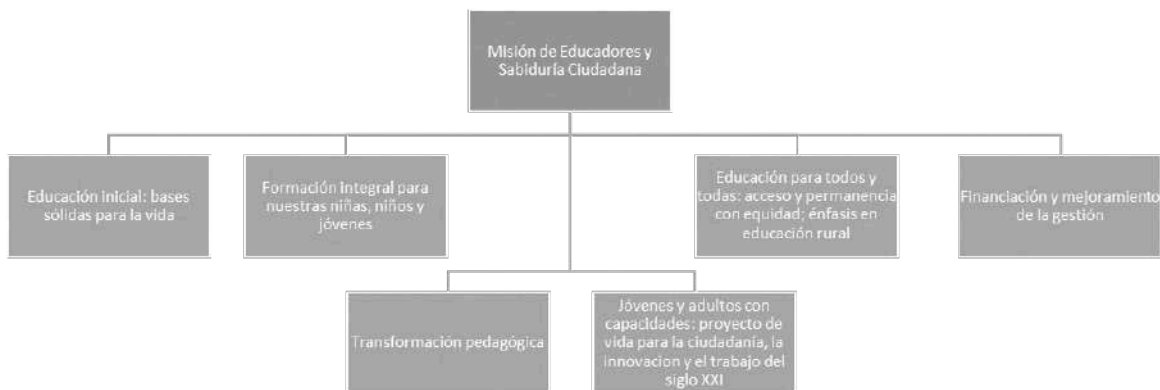 Misión de Educadores y
Sabiduría Ciudadana
Educación inicial: bases
sólidas para la vida
Formación integral para
nuestras niñas, niños y
jóvenes
Educación para todos y
todas: acceso y permanencia
con equidad; énfasis en
educación rural
Financiación y mejoramiento
de la gestión
Transformación pedagógica
Jóvenes y adultos con
capacidades: proyecto de
vida para la ciudadanía, la
innovacion y el trabajo del
siglo XXI